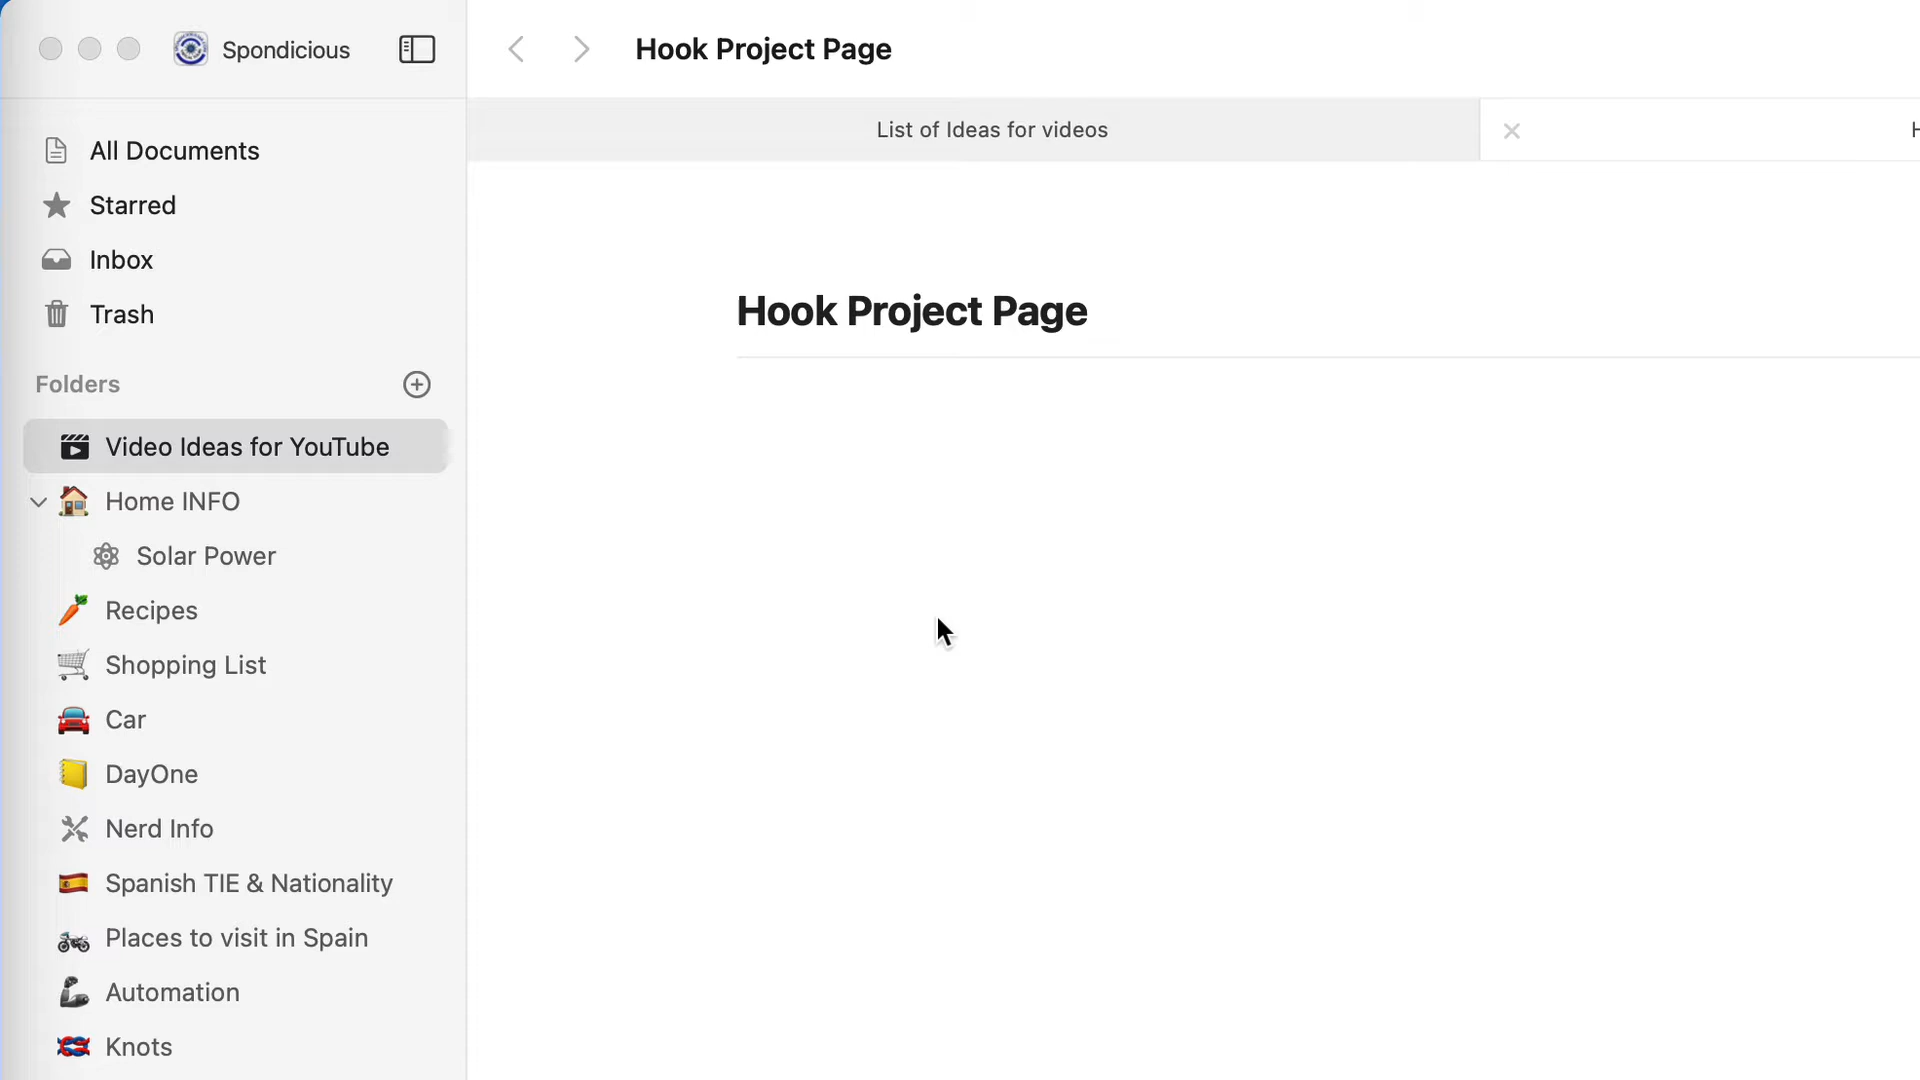 Spondicious
Hook Project Page
List of Ideas for videos
All Documents
Starred
Inbox
Trash
Folders
Video Ideas for YouTube
Home INFO
Solar Power
Recipes
Shopping List
Car
DayOne
Nerd Info
Spanish TIE & Nationality
Places to visit in Spain
Automation
Knots
Hook Project Page